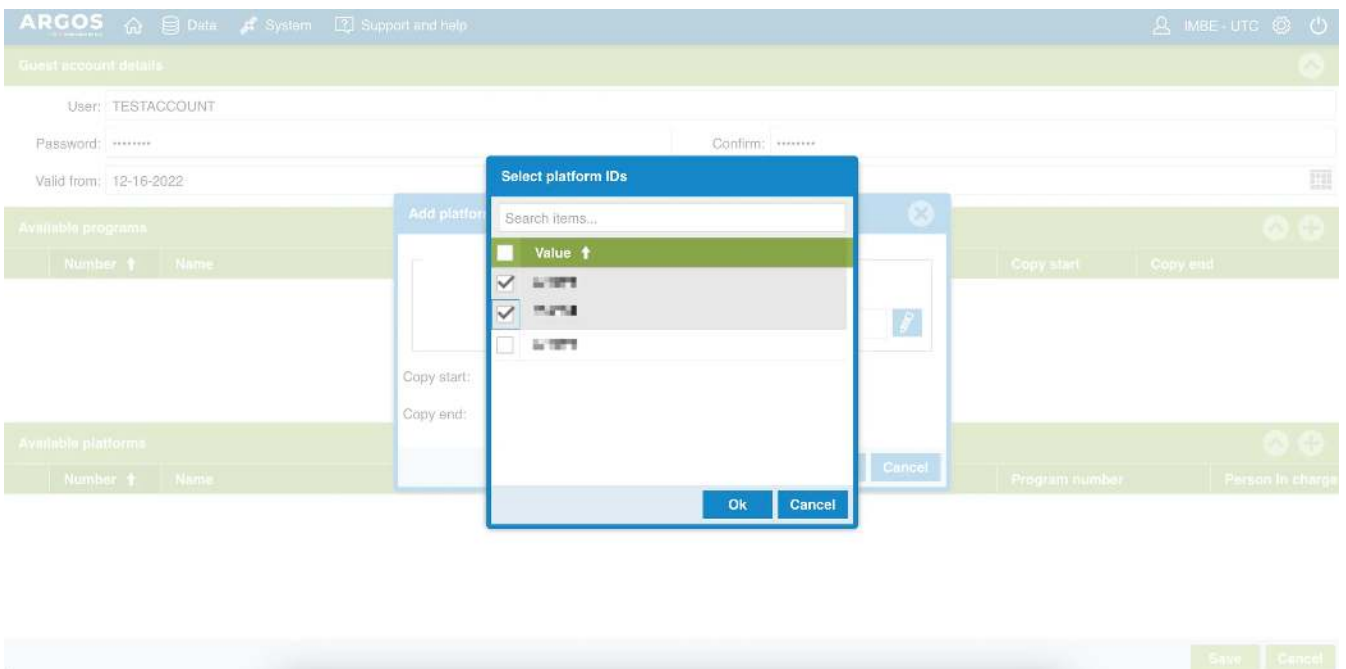 ARGOS Data System Support and help IMBE - UTC
Guest account details
User: TESTACCOUNT
Password: •••••••• Confirm: ••••••••
Valid from: 12-16-2022
Select platform IDs
Add platfor
Search items...
Available programs
Value ↑
Number ↑ Name Copy start Copy end
Copy start:
Copy end:
Available platforms
Cancel
Number ↑ Name Program number Person in charge
Ok Cancel
Save Cancel